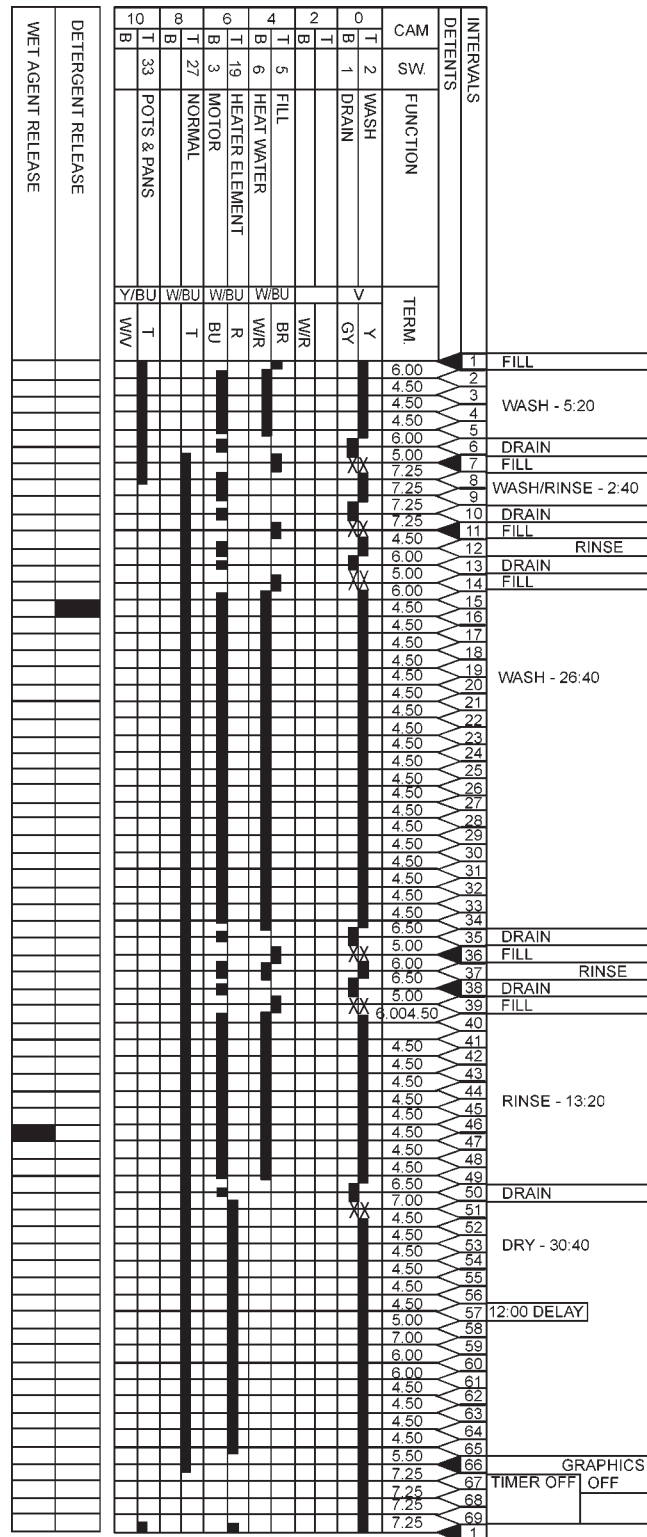 WET AGENT RELEASE
DETERGENT RELEASE
10 8 6 4 2 0 CAM
B T B T B T B T B T B T
33 27 3 19 6 5 1 2 SW.
POTS & PANS
NORMAL
MOTOR
HEATER ELEMENT
HEAT WATER
FILL
DRAIN
WASH
FUNCTION
DETENTS
INTERVALS
Y/BU W/BU W/BU W/BU V
W/V T T BU R W/R BR W/R GY Y TERM.
1 FILL
6.00
2
4.50
3
4.50
WASH - 5:20
4
4.50
5
6.00
6 DRAIN
5.00
XX 7 FILL
7.25
8
7.25
WASH/RINSE - 2:40
9
7.25
10 DRAIN
7.25
XX 11 FILL
4.50
12 RINSE
6.00
13 DRAIN
5.00
XX 14 FILL
6.00
15
4.50
16
4.50
17
4.50
18
4.50
19
4.50
WASH - 26:40
20
4.50
21
4.50
22
4.50
23
4.50
24
4.50
25
4.50
26
4.50
27
4.50
28
4.50
29
4.50
30
4.50
31
4.50
32
4.50
33
4.50
34
6.50
35 DRAIN
5.00
XX 36 FILL
6.00
37 RINSE
6.50
38 DRAIN
5.00
XX 39 FILL
6.004.50
40
41
4.50
42
4.50
43
4.50
44
4.50
RINSE - 13:20
45
4.50
46
4.50
47
4.50
48
4.50
49
6.50
50 DRAIN
7.00
XX 51
4.50
52
4.50
53 DRY - 30:40
4.50
54
4.50
55
4.50
56
4.50
57 12:00 DELAY
5.00
58
7.00
59
6.00
60
6.00
61
4.50
62
4.50
63
4.50
64
4.50
65
5.50
66 GRAPHICS
7.25
67 TIMER OFF OFF
7.25
68
7.25
69
7.25
1